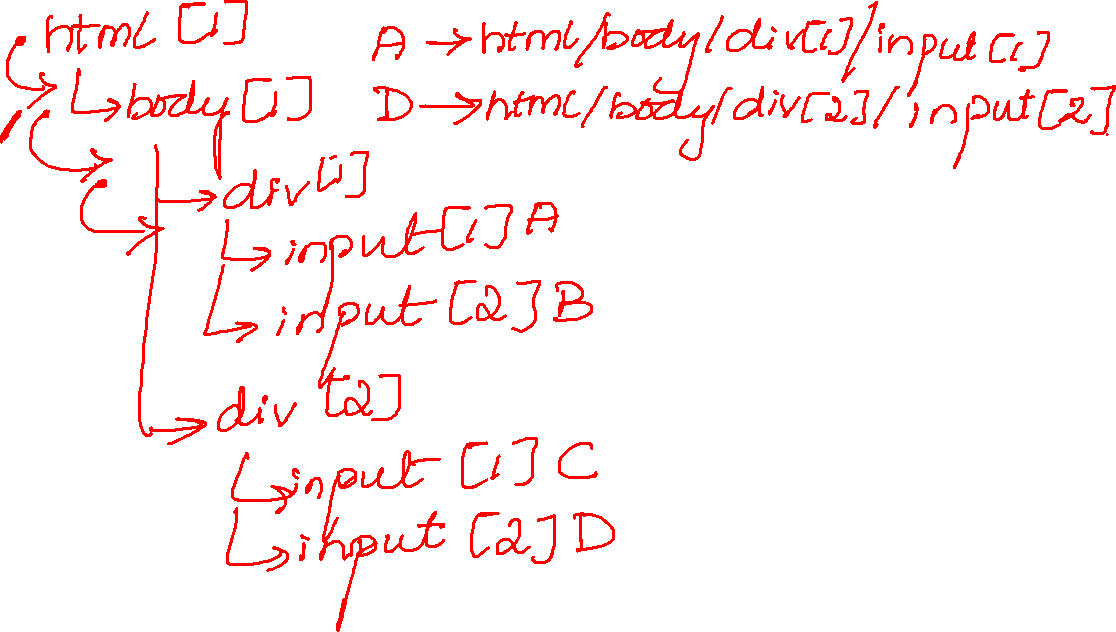 html [1]
A → html/body/div[1]/input[1]
body [1]
D → html/body/div[2]/input[2]
div [1]
input [1] A
input [2] B
div [2]
input [1] C
input [2] D